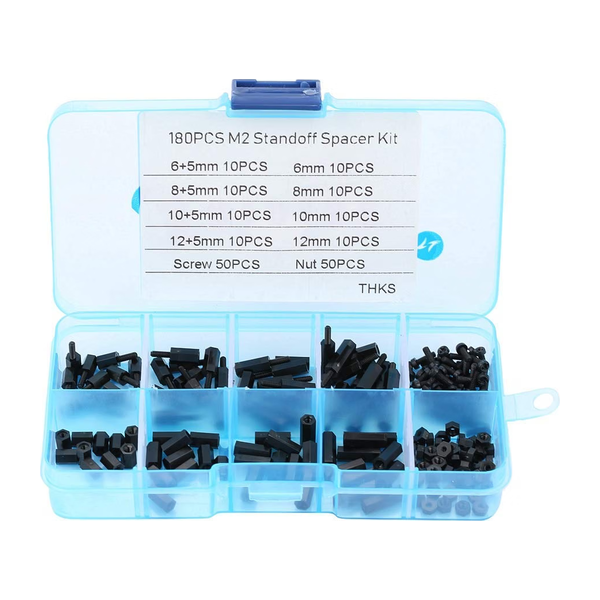 180PCS M2 Standoff Spacer Kit
6+5mm 10PCS 6mm 10PCS
8+5mm 10PCS 8mm 10PCS
10+5mm 10PCS 10mm 10PCS
12+5mm 10PCS 12mm 10PCS
Screw 50PCS Nut 50PCS
THKS